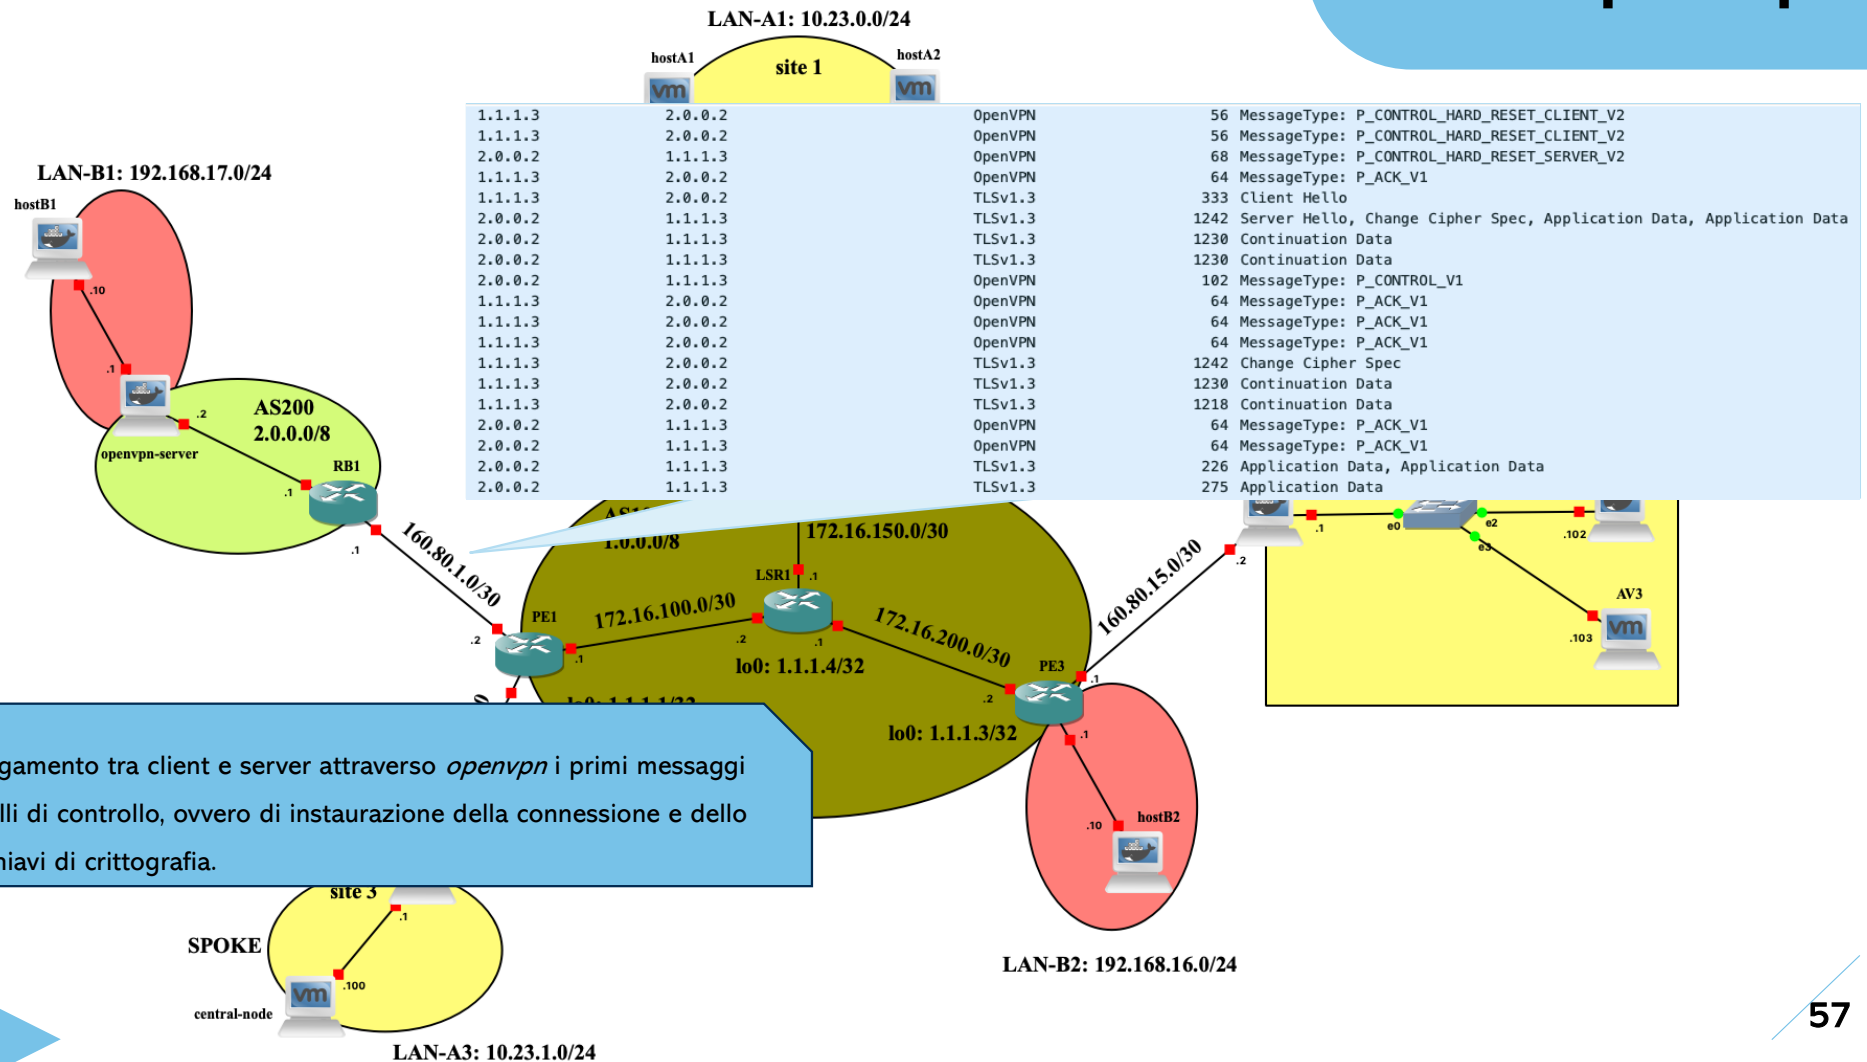 LAN-A1: 10.23.0.0/24
hostA1
hostA2
site 1
vm
vm
1.1.1.3 2.0.0.2 OpenVPN 56 MessageType: P_CONTROL_HARD_RESET_CLIENT_V2
1.1.1.3 2.0.0.2 OpenVPN 56 MessageType: P_CONTROL_HARD_RESET_CLIENT_V2
2.0.0.2 1.1.1.3 OpenVPN 68 MessageType: P_CONTROL_HARD_RESET_SERVER_V2
1.1.1.3 2.0.0.2 OpenVPN 64 MessageType: P_ACK_V1
1.1.1.3 2.0.0.2 TLSv1.3 333 Client Hello
2.0.0.2 1.1.1.3 TLSv1.3 1242 Server Hello, Change Cipher Spec, Application Data, Application Data
2.0.0.2 1.1.1.3 TLSv1.3 1230 Continuation Data
2.0.0.2 1.1.1.3 TLSv1.3 1230 Continuation Data
2.0.0.2 1.1.1.3 OpenVPN 102 MessageType: P_CONTROL_V1
1.1.1.3 2.0.0.2 OpenVPN 64 MessageType: P_ACK_V1
1.1.1.3 2.0.0.2 OpenVPN 64 MessageType: P_ACK_V1
1.1.1.3 2.0.0.2 OpenVPN 64 MessageType: P_ACK_V1
1.1.1.3 2.0.0.2 TLSv1.3 1242 Change Cipher Spec
1.1.1.3 2.0.0.2 TLSv1.3 1230 Continuation Data
1.1.1.3 2.0.0.2 TLSv1.3 1218 Continuation Data
2.0.0.2 1.1.1.3 OpenVPN 64 MessageType: P_ACK_V1
2.0.0.2 1.1.1.3 OpenVPN 64 MessageType: P_ACK_V1
2.0.0.2 1.1.1.3 TLSv1.3 226 Application Data, Application Data
2.0.0.2 1.1.1.3 TLSv1.3 275 Application Data
LAN-B1: 192.168.17.0/24
hostB1
.10
.1
.2
AS200
2.0.0.0/8
openvpn-server
RB1
.1
.1
160.80.1.0/30
.2
PE1
.1
1.0.0.0/8
172.16.150.0/30
LSR1
.1
172.16.100.0/30
.2
.1
172.16.200.0/30
lo0: 1.1.1.4/32
.2
PE3
.1
lo0: 1.1.1.3/32
lo0: 1.1.1.1/32
160.80.15.0/30
.2
.1
e0
e2
e3
.102
AV3
vm
.103
.1
.10
hostB2
LAN-B2: 192.168.16.0/24
gamento tra client e server attraverso openvpn i primi messaggi
lli di controllo, ovvero di instaurazione della connessione e dello
niavi di crittografia.
site 3
.1
SPOKE
.100
vm
central-node
LAN-A3: 10.23.1.0/24
57